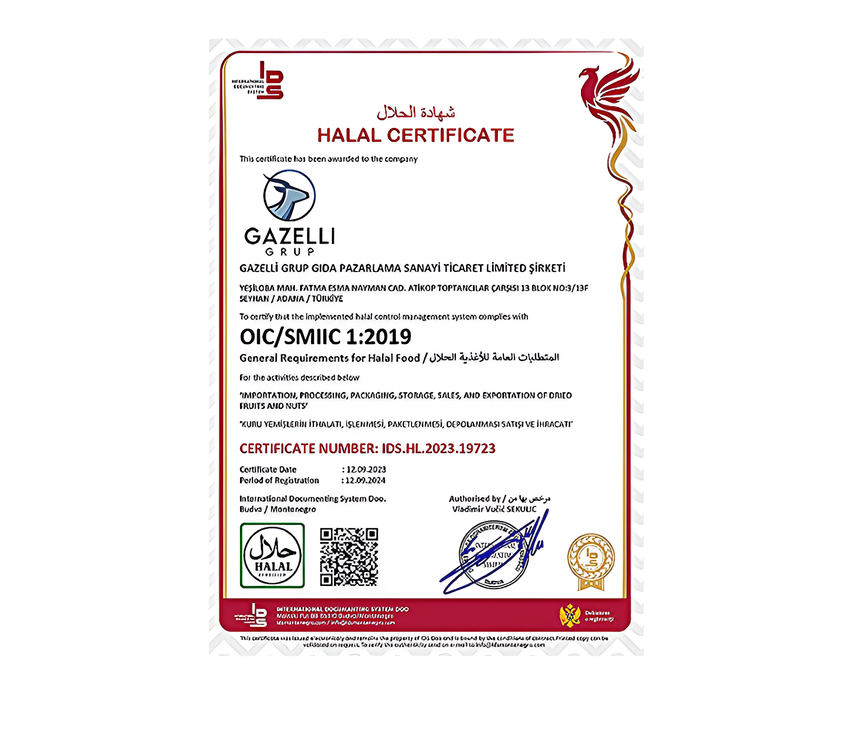 IDS
INTERNATIONAL
DOCUMENTING
SYSTEM
شهادة الحلال
HALAL CERTIFICATE
This certificate has been awarded to the company
GAZELLI
GRUP
GAZELLİ GRUP GIDA PAZARLAMA SANAYİ TİCARET LİMİTED ŞİRKETİ
YEŞİLOBA MAH. FATMA ESMA NAYMAN CAD. ATİKOP TOPTANCILAR ÇARŞISI 13 BLOK NO:3/13F
SEYHAN / ADANA / TÜRKİYE
To certify that the implemented halal control management system complies with
OIC/SMIIC 1:2019
General Requirements for Halal Food / المتطلبات العامة للأغذية الحلال
For the activities described below
"IMPORTATION, PROCESSING, PACKAGING, STORAGE, SALES, AND EXPORTATION OF DRIED
FRUITS AND NUTS"
"KURU YEMİŞLERİN İTHALATI, İŞLENMESİ, PAKETLENMESİ, DEPOLANMASI SATIŞI VE İHRACATI"
CERTIFICATE NUMBER: IDS.HL.2023.19723
Certificate Date : 12.09.2023
Period of Registration : 12.09.2024
International Documenting System Doo.
Budva / Montenegro
Authorised by / مرخص بها من
Vladimir Vučić SEKULIC
حلال
HALAL
CERTIFIED
BUDVA
IDS
INTERNATIONAL DOCUMENTING SYSTEM DOO
This certificate was issued electronically and remains the property of IDS Doo and is bound by the conditions of contract.Printed copy can be
validated on request. To verify the authenticity send an e-mail to info@idsmontenegro.com